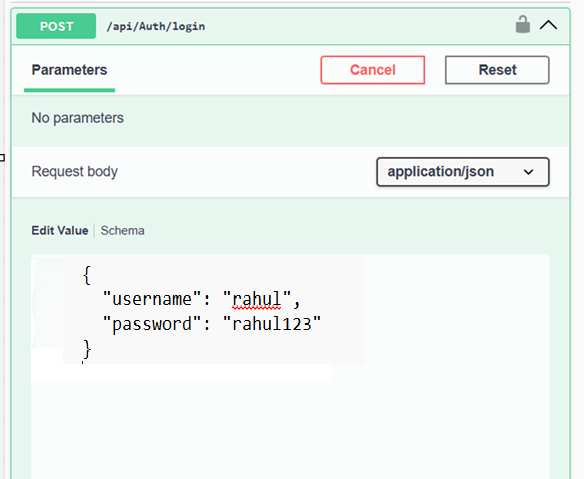 POST /api/Auth/login
Parameters Cancel Reset
No parameters
Request body application/json
Edit Value Schema
{
"username": "rahul",
"password": "rahul123"
}